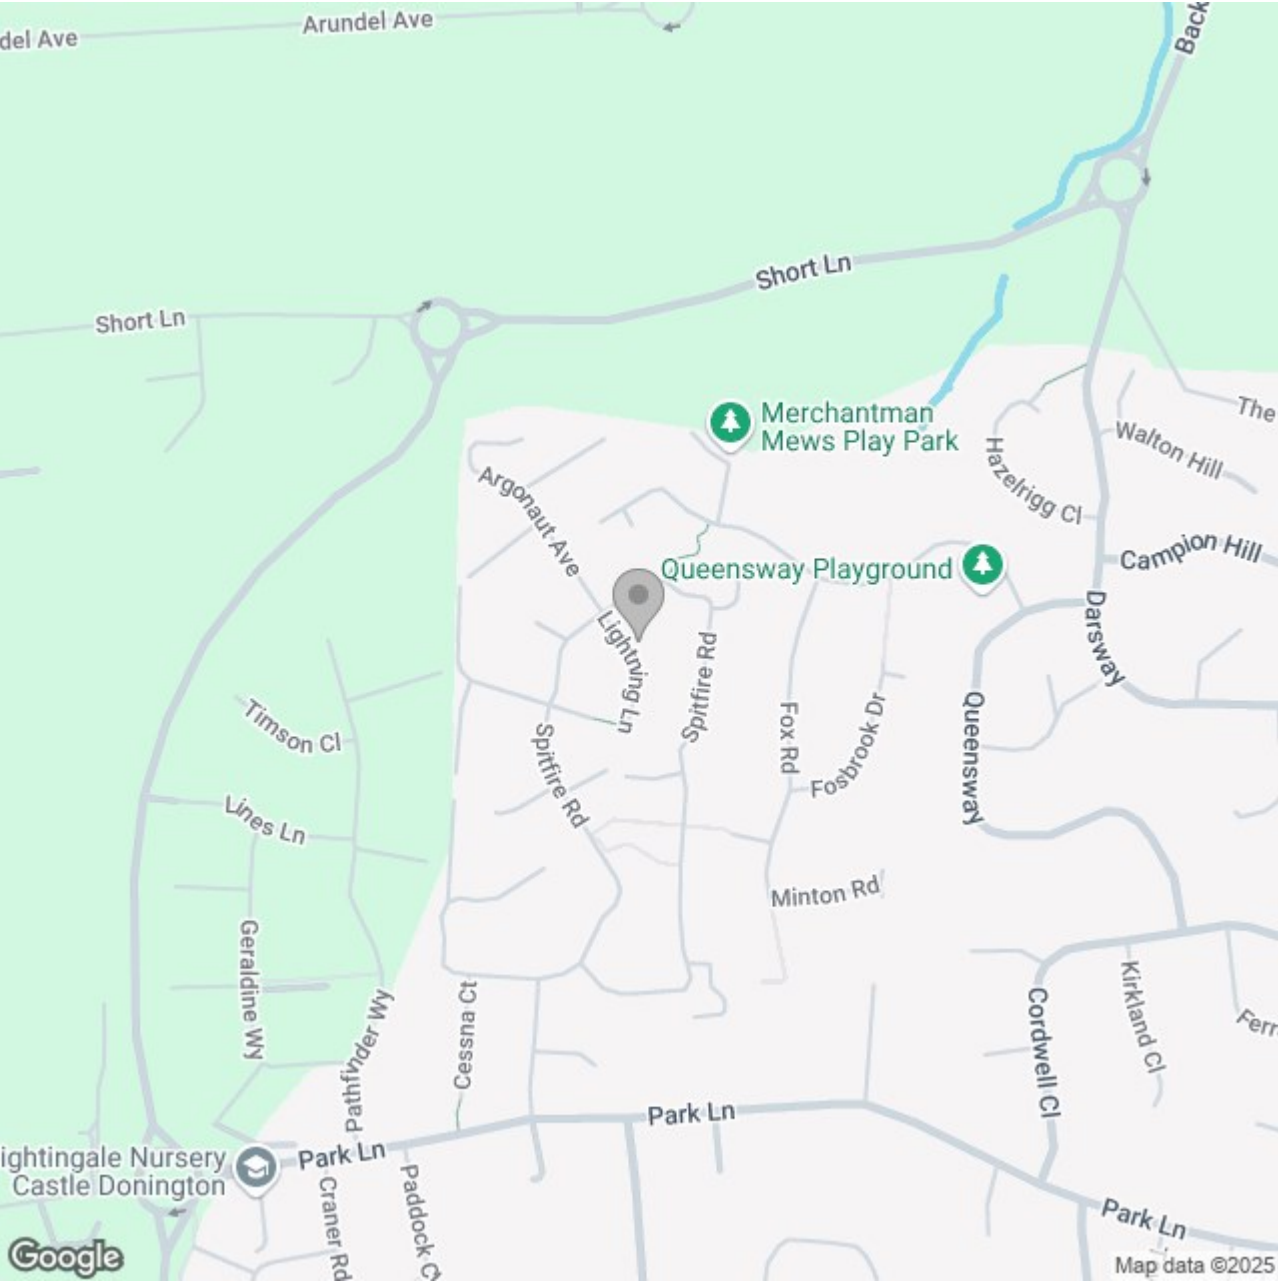 del Ave
Arundel Ave
Back
Short Ln
Short Ln
Merchantman
Mews Play Park
The
Walton Hill
Hazelrigg Cl
Argonaut Ave
Queensway Playground
Campion Hill
Darsway
Lightning Ln
Spitfire Rd
Spitfire Rd
Fox Rd
Fosbrook Dr
Queensway
Timson Cl
Lines Ln
Minton Rd
Geraldine Wy
Pathfinder Wy
Cessna Ct
Cordwell Cl
Kirkland Cl
Ferr
Park Ln
Park Ln
Park Ln
ightingale Nursery
Castle Donington
Craner Rd
Paddock C
Google
Map data ©2025